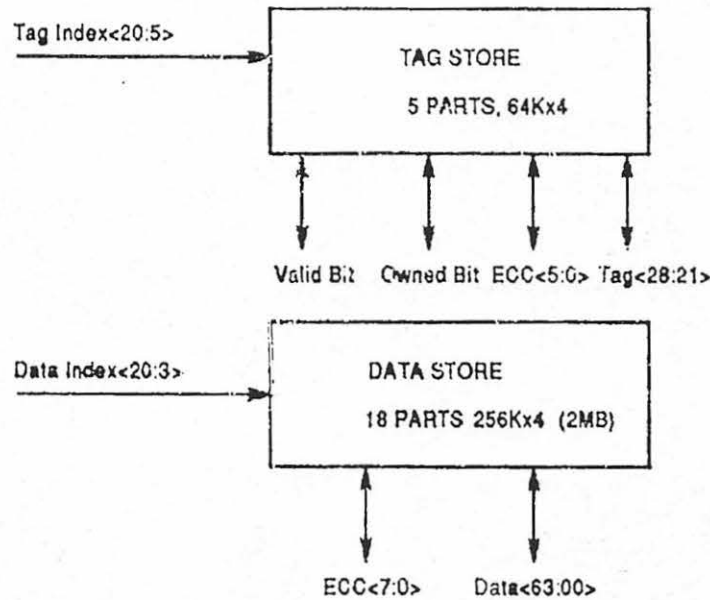 Tag Index<20:5>
TAG STORE
5 PARTS, 64Kx4
Valid Bit Owned Bit ECC<5:0> Tag<28:21>
Data Index<20:3>
DATA STORE
18 PARTS 256Kx4 (2MB)
ECC<7:0> Data<63:00>